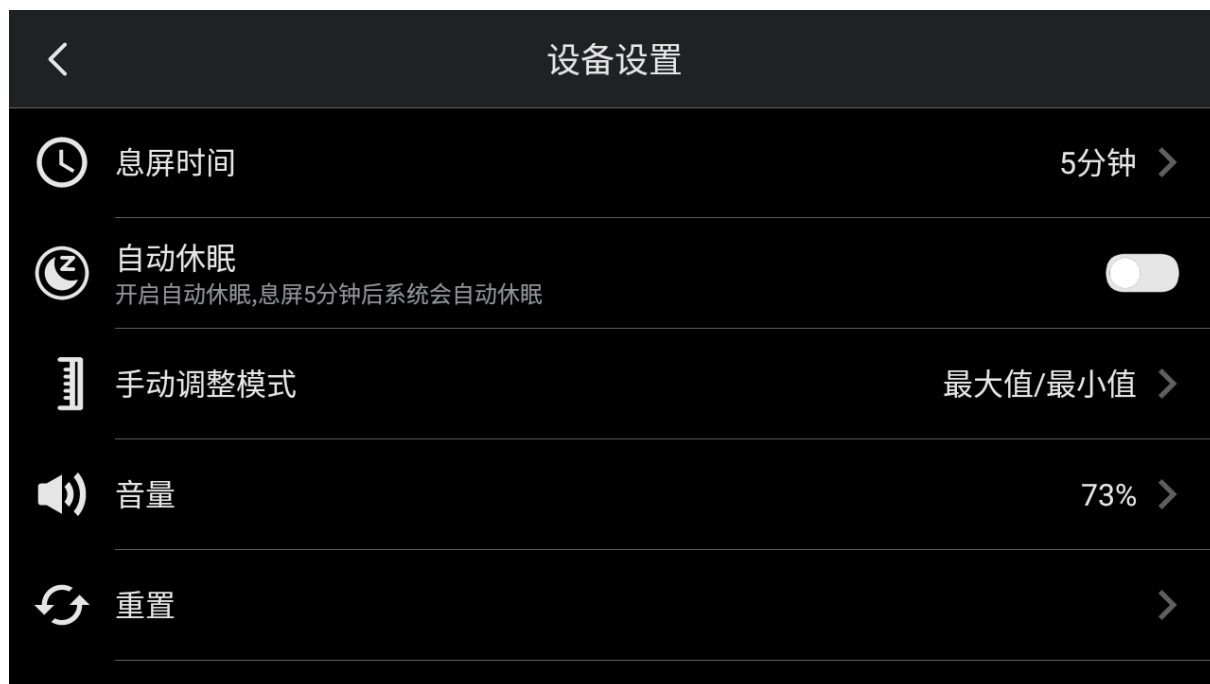 设备设置
息屏时间
5分钟
自动休眠
开启自动休眠,息屏5分钟后系统会自动休眠
手动调整模式
最大值/最小值
音量
73%
重置